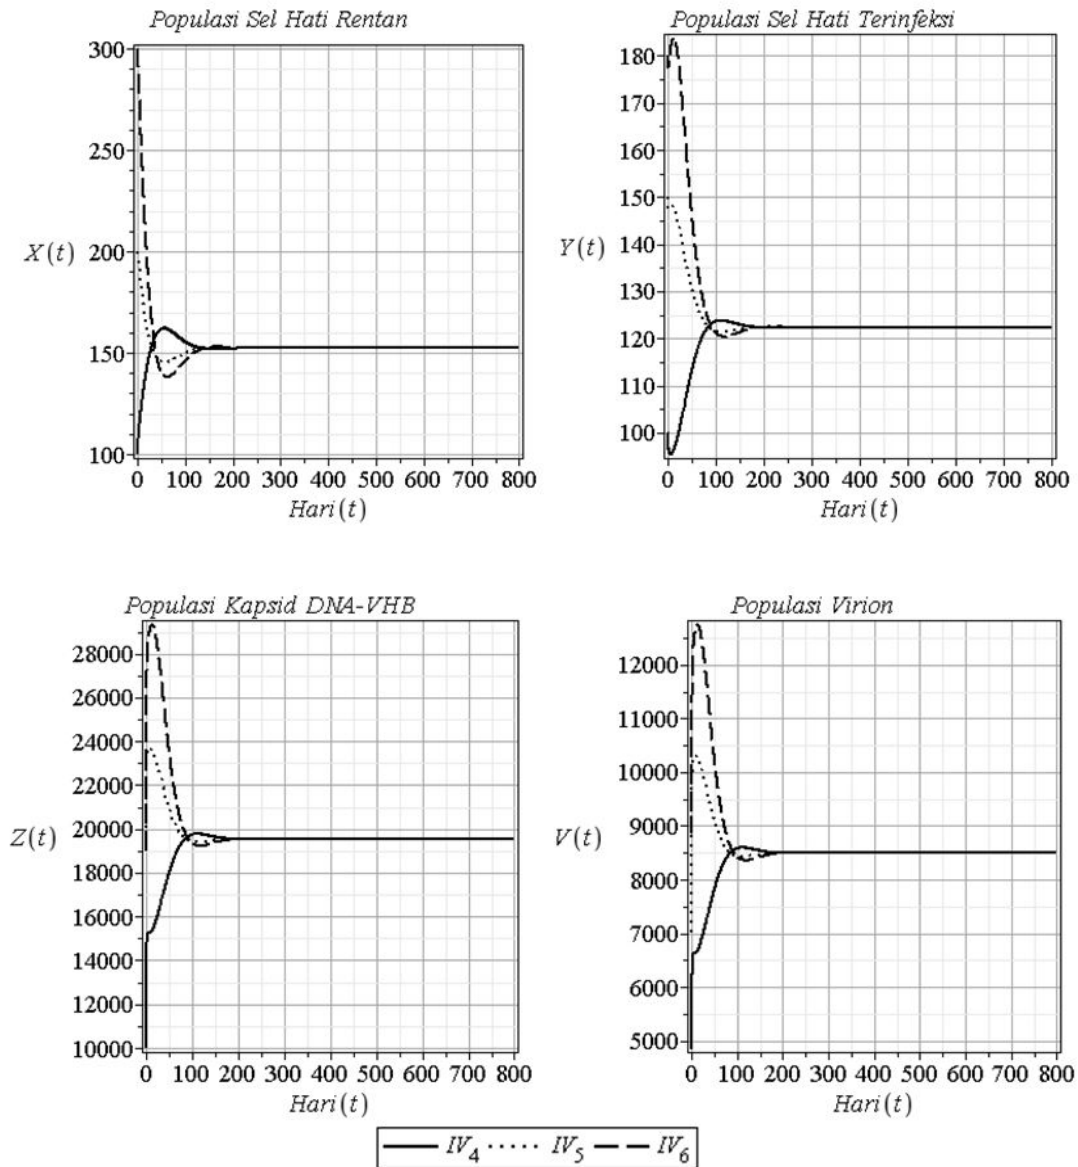 Populasi Sel Hati Rentan
300
250
X(t) 200
150
100
0 100 200 300 400 500 600 700 800
Hari(t)
Populasi Sel Hati Terinfeksi
180
170
160
150
Y(t) 140
130
120
110
100
0 100 200 300 400 500 600 700 800
Hari(t)
Populasi Kapsid DNA-VHB
28000
26000
24000
22000
Z(t) 20000
18000
16000
14000
12000
10000
0 100 200 300 400 500 600 700 800
Hari(t)
Populasi Virion
12000
11000
10000
V(t) 9000
8000
7000
6000
5000
0 100 200 300 400 500 600 700 800
Hari(t)
IV4 IV5 IV6